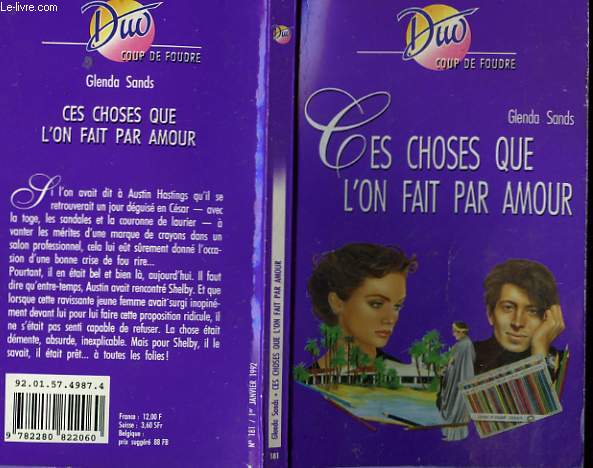 Le-livre.com
Duo
COUP DE FOUDRE
Glenda Sands
CES CHOSES QUE
L'ON FAIT PAR AMOUR
Si l'on avait dit à Austin Hastings qu'il se
retrouverait un jour déguisé en César — avec
la toge, les sandales et la couronne de laurier — à
vanter les mérites d'une marque de crayons dans un
salon professionnel, cela lui eût sûrement donné l'occa-
sion d'une bonne crise de fou rire...
Pourtant, il en était bel et bien là, aujourd'hui. Il faut
dire qu'entre-temps, Austin avait rencontré Shelby. Et que
lorsque cette ravissante jeune femme avait surgi inopiné-
ment devant lui pour lui faire cette proposition ridicule, il
ne s'était pas senti capable de refuser. La chose était
démente, absurde, inexplicable. Mais pour Shelby, il le
savait, il était prêt... à toutes les folies !
92.01.57.4987.4
9 782280 822060
France : 12,00 F
Suisse : 3,60 SFr
Belgique :
prix suggéré 88 FB
N° 181 / 1er JANVIER 1992
Duo
Glenda Sands • CES CHOSES QUE L'ON FAIT PAR AMOUR
181
Duo
COUP DE FOUDRE
Glenda Sands
CES CHOSES QUE
L'ON FAIT PAR AMOUR